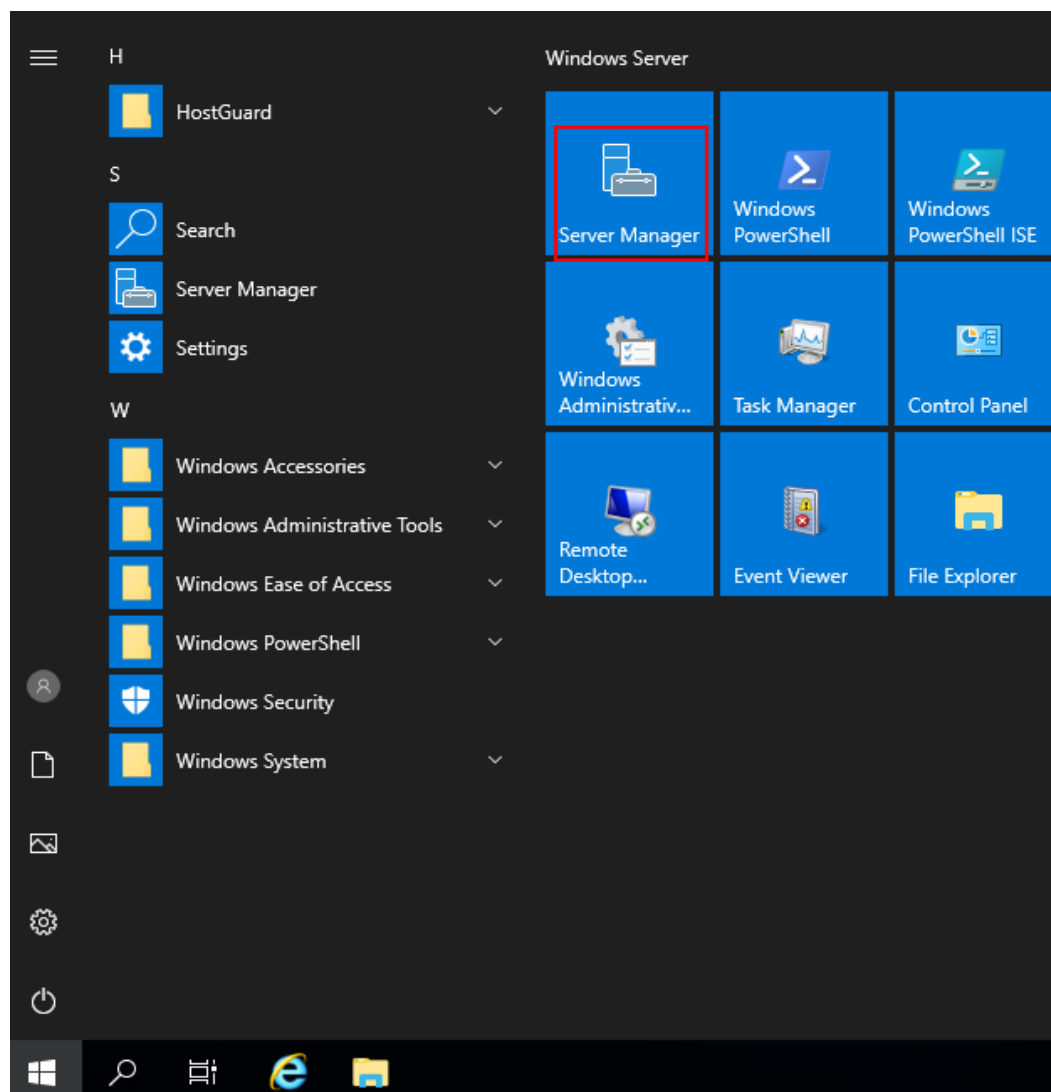 H
HostGuard
S
Search
Server Manager
Settings
W
Windows Accessories
Windows Administrative Tools
Windows Ease of Access
Windows PowerShell
Windows Security
Windows System
Windows Server
Server Manager
Windows
PowerShell
Windows
PowerShell ISE
Windows
Administrativ...
Task Manager
Control Panel
Remote
Desktop...
Event Viewer
File Explorer